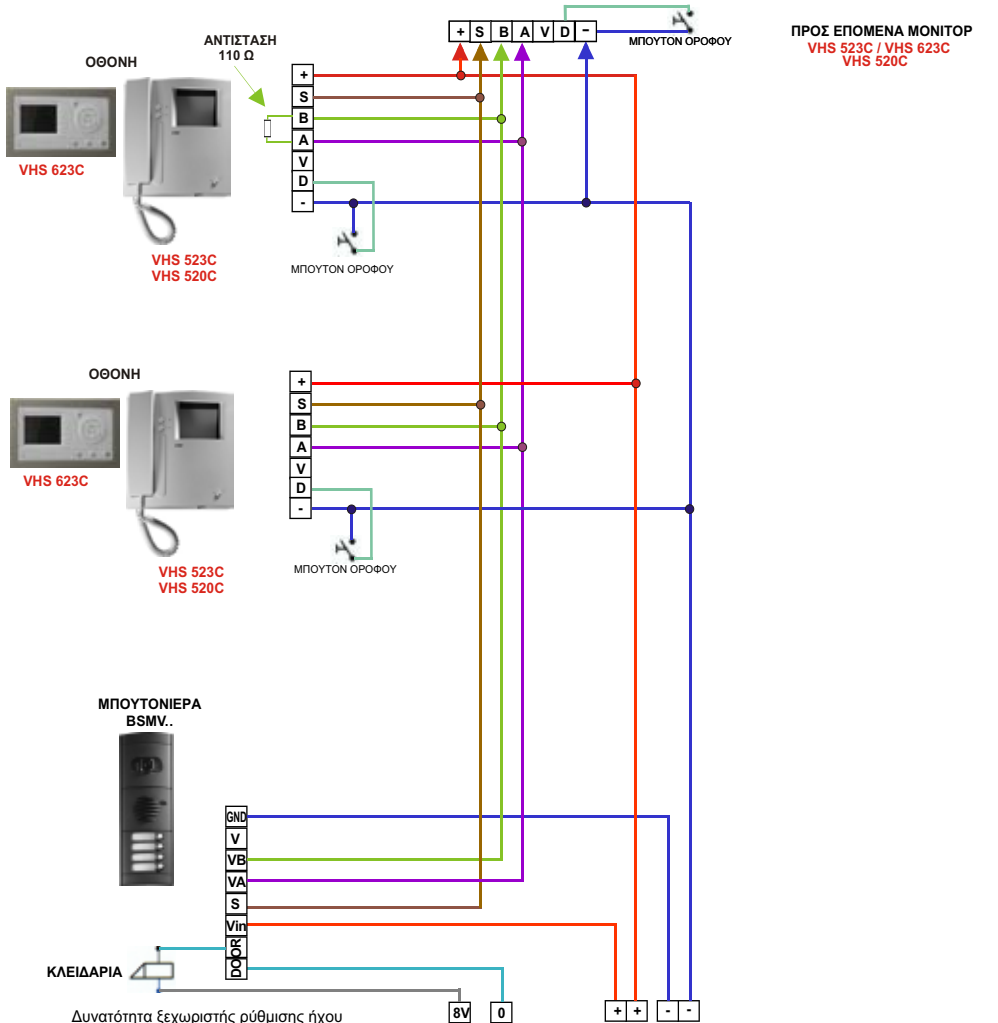 + S B A V D -
ΜΠΟΥΤΟΝ ΟΡΟΦΟΥ
ΠΡΟΣ ΕΠΟΜΕΝΑ ΜΟΝΙΤΟΡ
VHS 523C / VHS 623C
VHS 520C
ΑΝΤΙΣΤΑΣΗ
110 Ω
ΟΘΟΝΗ
VHS 623C
VHS 523C
VHS 520C
+
S
B
A
V
D
-
ΜΠΟΥΤΟΝ ΟΡΟΦΟΥ
ΟΘΟΝΗ
VHS 623C
VHS 523C
VHS 520C
+
S
B
A
V
D
-
ΜΠΟΥΤΟΝ ΟΡΟΦΟΥ
ΜΠΟΥΤΟΝΙΕΡΑ
BSMV..
GND
V
VB
VA
S
Vin
DOOR
ΚΛΕΙΔΑΡΙΑ
8V 0 + + - -
Δυνατότητα ξεχωριστής ρύθμισης ήχου